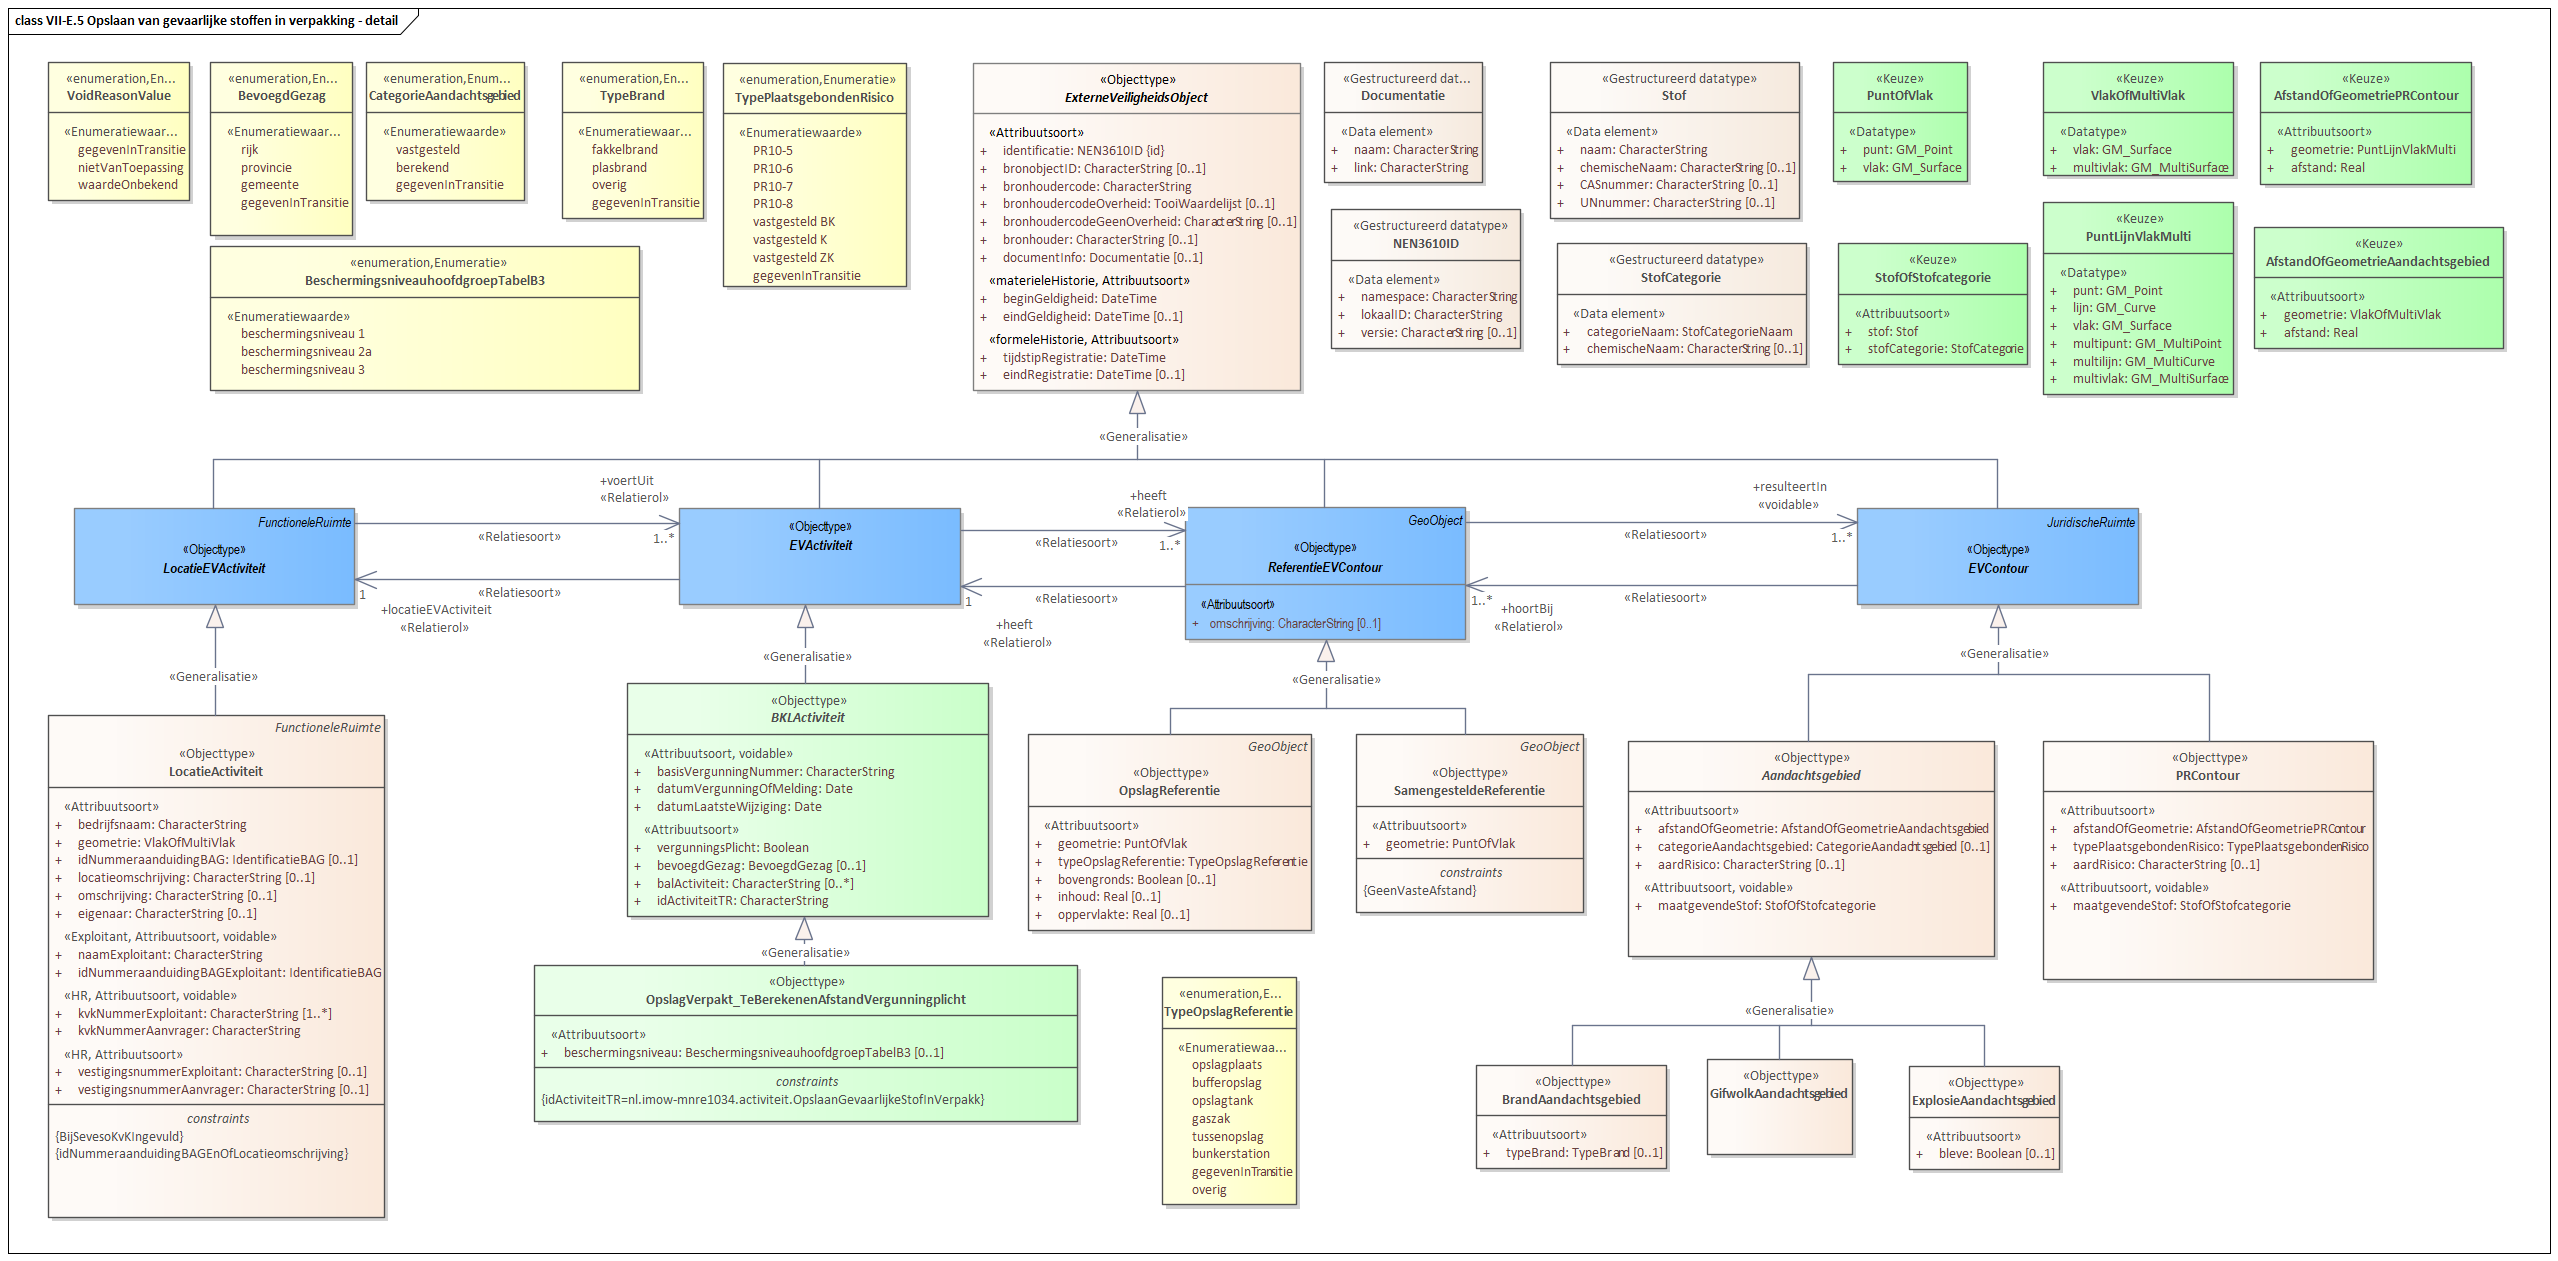 class VII-E.5 Opslaan van gevaarlijke stoffen in verpakking - detail
«enumeration,En...
VoidReasonValue
«Enumeratiewaar...
gegevenInTransitie
nietVanToepassing
waardeOnbekend
«enumeration,En...
BevoegdGezag
«Enumeratiewaar...
rijk
provincie
gemeente
gegevenInTransitie
«enumeration,Enum...
CategorieAandachtsgebied
«Enumeratiewaarde»
vastgesteld
berekend
gegevenInTransitie
«enumeration,En...
TypeBrand
«Enumeratiewaar...
fakkelbrand
plasbrand
overig
gegevenInTransitie
«enumeration,Enumeratie»
TypePlaatsgebondenRisico
«Enumeratiewaarde»
PR10-5
PR10-6
PR10-7
PR10-8
vastgesteld BK
vastgesteld K
vastgesteld ZK
gegevenInTransitie
«enumeration,Enumeratie»
BeschermingsniveauhoofdgroepTabelB3
«Enumeratiewaarde»
beschermingsniveau 1
beschermingsniveau 2a
beschermingsniveau 3
«Objecttype»
ExterneVeiligheidsObject
«Attribuutsoort»
+ identificatie: NEN3610ID {id}
+ bronobjectID: CharacterString [0..1]
+ bronhoudercode: CharacterString
+ bronhoudercodeOverheid: TooiWaardelijst [0..1]
+ bronhoudercodeGeenOverheid: CharacterString [0..1]
+ bronhouder: CharacterString [0..1]
+ documentInfo: Documentatie [0..1]
«materieleHistorie, Attribuutsoort»
+ beginGeldigheid: DateTime
+ eindGeldigheid: DateTime [0..1]
«formeleHistorie, Attribuutsoort»
+ tijdstipRegistratie: DateTime
+ eindRegistratie: DateTime [0..1]
«Gestructureerd dat...
Documentatie
«Data element»
+ naam: CharacterString
+ link: CharacterString
«Gestructureerd datatype»
NEN3610ID
«Data element»
+ namespace: CharacterString
+ lokaalID: CharacterString
+ versie: CharacterString [0..1]
«Gestructureerd datatype»
Stof
«Data element»
+ naam: CharacterString
+ chemischeNaam: CharacterString [0..1]
+ CASnummer: CharacterString [0..1]
+ UNnummer: CharacterString [0..1]
«Gestructureerd datatype»
StofCategorie
«Data element»
+ categorieNaam: StofCategorieNaam
+ chemischeNaam: CharacterString [0..1]
«Keuze»
PuntOfVlak
«Datatype»
+ punt: GM_Point
+ vlak: GM_Surface
«Keuze»
StofOfStofcategorie
«Attribuutsoort»
+ stof: Stof
+ stofCategorie: StofCategorie
«Keuze»
VlakOfMultiVlak
«Datatype»
+ vlak: GM_Surface
+ multivlak: GM_MultiSurface
«Keuze»
PuntLijnVlakMulti
«Datatype»
+ punt: GM_Point
+ lijn: GM_Curve
+ vlak: GM_Surface
+ multipunt: GM_MultiPoint
+ multilijn: GM_MultiCurve
+ multivlak: GM_MultiSurface
«Keuze»
AfstandOfGeometriePRContour
«Attribuutsoort»
+ geometrie: PuntLijnVlakMulti
+ afstand: Real
«Keuze»
AfstandOfGeometrieAandachtsgebied
«Attribuutsoort»
+ geometrie: VlakOfMultiVlak
+ afstand: Real
«Generalisatie»
FunctioneleRuimte
«Objecttype»
LocatieEVActiviteit
+voertUit
«Relatierol»
«Relatiesoort»
1..*
1
+locatieEVActiviteit
«Relatierol»
«Relatiesoort»
«Objecttype»
EVActiviteit
+heeft
«Relatierol»
«Relatiesoort»
1..*
1
+heeft
«Relatierol»
«Relatiesoort»
GeoObject
«Objecttype»
ReferentieEVContour
«Attribuutsoort»
+ omschrijving: CharacterString [0..1]
+resulteertIn
«voidable»
«Relatiesoort»
1..*
1..*
+hoortBij
«Relatierol»
«Relatiesoort»
JuridischeRuimte
«Objecttype»
EVContour
«Generalisatie»
«Generalisatie»
«Generalisatie»
«Generalisatie»
FunctioneleRuimte
«Objecttype»
LocatieActiviteit
«Attribuutsoort»
+ bedrijfsnaam: CharacterString
+ geometrie: VlakOfMultiVlak
+ idNummeraanduidingBAG: IdentificatieBAG [0..1]
+ locatieomschrijving: CharacterString [0..1]
+ omschrijving: CharacterString [0..1]
+ eigenaar: CharacterString [0..1]
«Exploitant, Attribuutsoort, voidable»
+ naamExploitant: CharacterString
+ idNummeraanduidingBAGExploitant: IdentificatieBAG
«HR, Attribuutsoort, voidable»
+ kvkNummerExploitant: CharacterString [1..*]
+ kvkNummerAanvrager: CharacterString
«HR, Attribuutsoort»
+ vestigingsnummerExploitant: CharacterString [0..1]
+ vestigingsnummerAanvrager: CharacterString [0..1]
constraints
{BijSevesoKvKIngevuld}
{idNummeraanduidingBAGEnOfLocatieomschrijving}
«Objecttype»
BKLActiviteit
«Attribuutsoort, voidable»
+ basisVergunningNummer: CharacterString
+ datumVergunningOfMelding: Date
+ datumLaatsteWijziging: Date
«Attribuutsoort»
+ vergunningsPlicht: Boolean
+ bevoegdGezag: BevoegdGezag [0..1]
+ balActiviteit: CharacterString [0..*]
+ idActiviteitTR: CharacterString
«Generalisatie»
«Objecttype»
OpslagVerpakt_TeBerekenenAfstandVergunningplicht
«Attribuutsoort»
+ beschermingsniveau: BeschermingsniveauhoofdgroepTabelB3 [0..1]
constraints
{idActiviteitTR=nl.imow-mnre1034.activiteit.OpslaanGevaarlijkeStofInVerpakk}
GeoObject
«Objecttype»
OpslagReferentie
«Attribuutsoort»
+ geometrie: PuntOfVlak
+ typeOpslagReferentie: TypeOpslagReferentie
+ bovengronds: Boolean [0..1]
+ inhoud: Real [0..1]
+ oppervlakte: Real [0..1]
GeoObject
«Objecttype»
SamengesteldeReferentie
«Attribuutsoort»
+ geometrie: PuntOfVlak
constraints
{GeenVasteAfstand}
«enumeration,E...
TypeOpslagReferentie
«Enumeratiewaa...
opslagplaats
bufferopslag
opslagtank
gaszak
tussenopslag
bunkerstation
gegevenInTransitie
overig
«Objecttype»
Aandachtsgebied
«Attribuutsoort»
+ afstandOfGeometrie: AfstandOfGeometrieAandachtsgebied
+ categorieAandachtsgebied: CategorieAandachtsgebied [0..1]
+ aardRisico: CharacterString [0..1]
«Attribuutsoort, voidable»
+ maatgevendeStof: StofOfStofcategorie
«Objecttype»
PRContour
«Attribuutsoort»
+ afstandOfGeometrie: AfstandOfGeometriePRContour
+ typePlaatsgebondenRisico: TypePlaatsgebondenRisico
+ aardRisico: CharacterString [0..1]
«Attribuutsoort, voidable»
+ maatgevendeStof: StofOfStofcategorie
«Generalisatie»
«Objecttype»
BrandAandachtsgebied
«Attribuutsoort»
+ typeBrand: TypeBrand [0..1]
«Objecttype»
GifwolkAandachtsgebied
«Objecttype»
ExplosieAandachtsgebied
«Attribuutsoort»
+ bleve: Boolean [0..1]